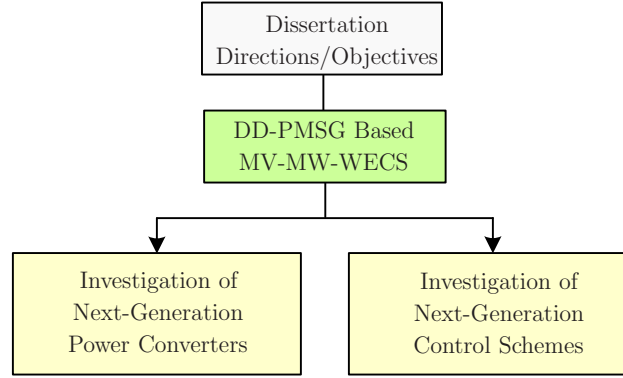 Dissertation
Directions/Objectives
DD-PMSG Based
MV-MW-WECS
Investigation of
Next-Generation
Power Converters
Investigation of
Next-Generation
Control Schemes